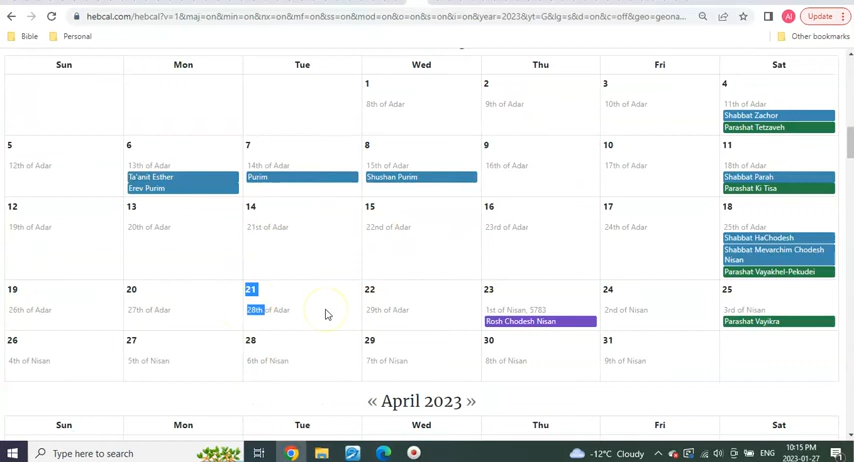 hebcal.com/hebcal?v=1&maj=on&min=on&nx=on&mf=on&ss=on&mod=on&o=on&s=on&i=on&year=2023&yt=G&lg=s&d=on&c=off&geo=geona...
AI
Update
Bible
Personal
Other bookmarks
Sun Mon Tue Wed Thu Fri Sat
1 2 3 4
8th of Adar 9th of Adar 10th of Adar 11th of Adar
Shabbat Zachor
Parashat Tetzaveh
5 6 7 8 9 10 11
12th of Adar 13th of Adar 14th of Adar 15th of Adar 16th of Adar 17th of Adar 18th of Adar
Ta'anit Esther Purim Shushan Purim Shabbat Parah
Erev Purim Parashat Ki Tisa
12 13 14 15 16 17 18
19th of Adar 20th of Adar 21st of Adar 22nd of Adar 23rd of Adar 24th of Adar 25th of Adar
Shabbat HaChodesh
Shabbat Mevarchim Chodesh
Nisan
Parashat Vayakhel-Pekudei
19 20 21 22 23 24 25
26th of Adar 27th of Adar 28th of Adar 29th of Adar 1st of Nisan, 5783 2nd of Nisan 3rd of Nisan
Rosh Chodesh Nisan Parashat Vayikra
26 27 28 29 30 31
4th of Nisan 5th of Nisan 6th of Nisan 7th of Nisan 8th of Nisan 9th of Nisan
« April 2023 »
Sun Mon Tue Wed Thu Fri Sat
Type here to search
-12°C Cloudy
ENG
10:15 PM
2023-01-27